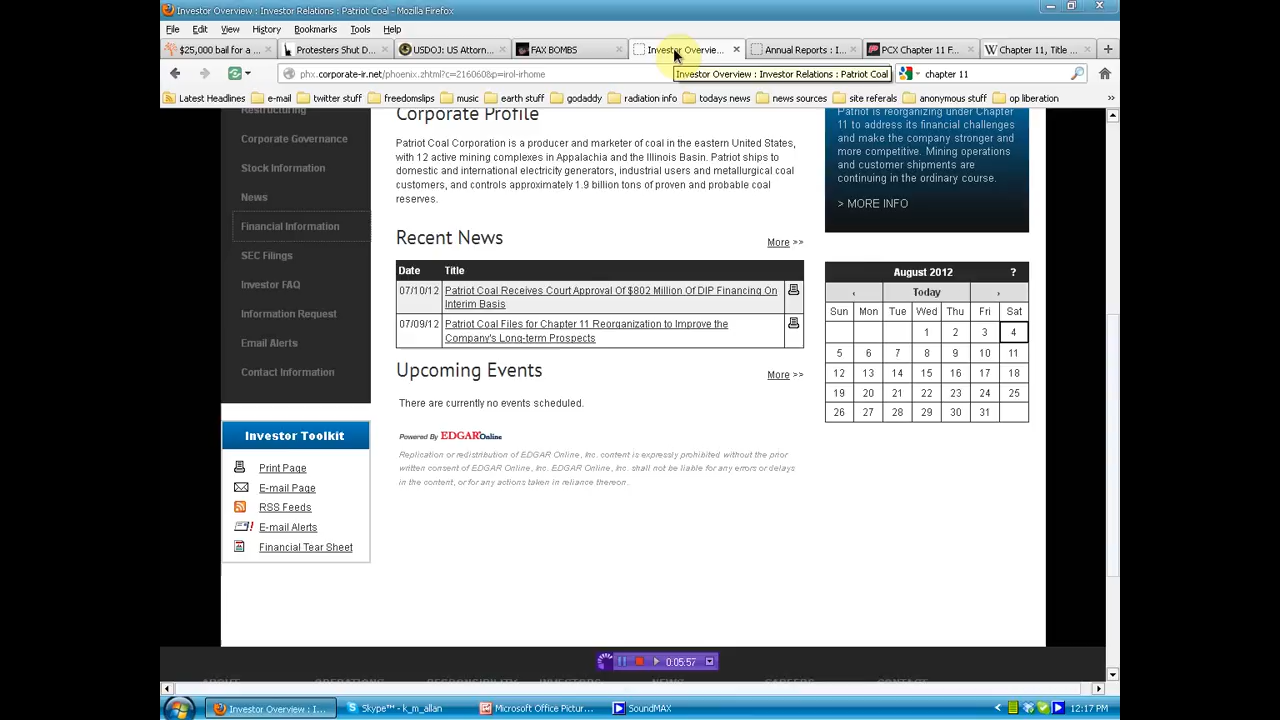 Investor Overview : Investor Relations : Patriot Coal - Mozilla Firefox
File Edit View History Bookmarks Tools Help
$25,000 bail for a ... Protesters Shut D... USDOJ: US Attorn... FAX BOMBS Investor Overvie... Annual Reports : I... PCX Chapter 11 F... Chapter 11, Title ...
phx.corporate-ir.net/phoenix.zhtml?c=216060&p=irol-irhome
Investor Overview : Investor Relations : Patriot Coal
chapter 11
Latest Headlines e-mail twitter stuff freedomslips music earth stuff godaddy radiation info todays news news sources site referals anonymous stuff op liberation
Restructuring
Corporate Governance
Stock Information
News
Financial Information
SEC Filings
Investor FAQ
Information Request
Email Alerts
Contact Information
Investor Toolkit
Print Page
E-mail Page
RSS Feeds
E-mail Alerts
Financial Tear Sheet
Corporate Profile
Patriot Coal Corporation is a producer and marketer of coal in the eastern United States,
with 12 active mining complexes in Appalachia and the Illinois Basin. Patriot ships to
domestic and international electricity generators, industrial users and metallurgical coal
customers, and controls approximately 1.9 billion tons of proven and probable coal
reserves.
Recent News More >>
Date Title
07/10/12 Patriot Coal Receives Court Approval Of $802 Million Of DIP Financing On
Interim Basis
07/09/12 Patriot Coal Files for Chapter 11 Reorganization to Improve the
Company's Long-term Prospects
Upcoming Events More >>
There are currently no events scheduled.
Powered By EDGAROnline
Replication or redistribution of EDGAR Online, Inc. content is expressly prohibited without the prior
written consent of EDGAR Online, Inc. EDGAR Online, Inc. shall not be liable for any errors or delays
in the content, or for any actions taken in reliance thereon.
Patriot is reorganizing under Chapter
11 to address its financial challenges
and make the company stronger and
more competitive. Mining operations
and customer shipments are
continuing in the ordinary course.
> MORE INFO
August 2012 ?
‹ Today ›
Sun Mon Tue Wed Thu Fri Sat
1 2 3 4
5 6 7 8 9 10 11
12 13 14 15 16 17 18
19 20 21 22 23 24 25
26 27 28 29 30 31
0:05:57
ABOUT OPERATIONS RESPONSIBILITY INVESTORS NEWS CAREERS CONTACT
Investor Overview : I... Skype™ - k_m_allan Microsoft Office Pictur... SoundMAX 12:17 PM